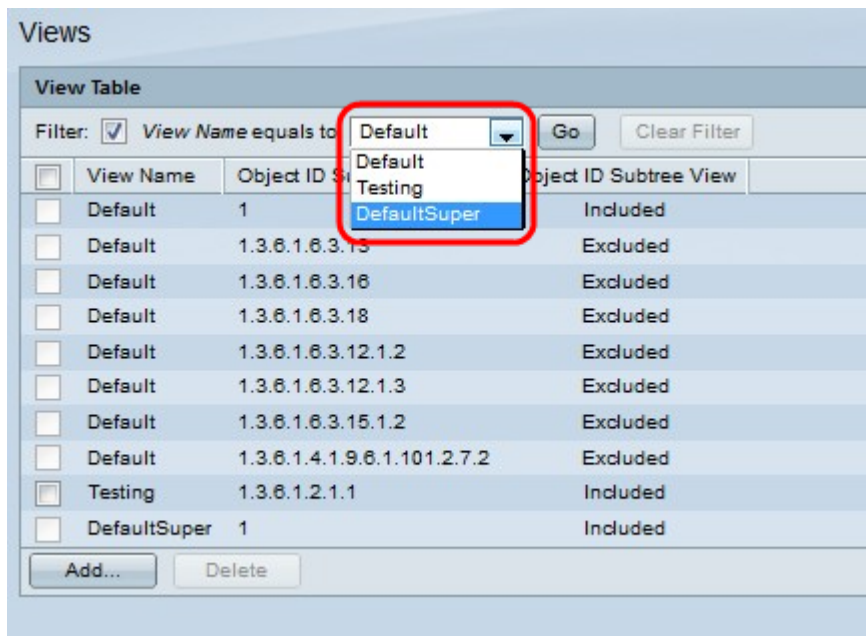 Views
View Table
Filter: View Name equals to Default Go Clear Filter
Default
Testing
DefaultSuper
View Name Object ID Object ID Subtree View
Default 1 Included
Default 1.3.6.1.6.3.13 Excluded
Default 1.3.6.1.6.3.16 Excluded
Default 1.3.6.1.6.3.18 Excluded
Default 1.3.6.1.6.3.12.1.2 Excluded
Default 1.3.6.1.6.3.12.1.3 Excluded
Default 1.3.6.1.6.3.15.1.2 Excluded
Default 1.3.6.1.4.1.9.6.1.101.2.7.2 Excluded
Testing 1.3.6.1.2.1.1 Included
DefaultSuper 1 Included
Add... Delete